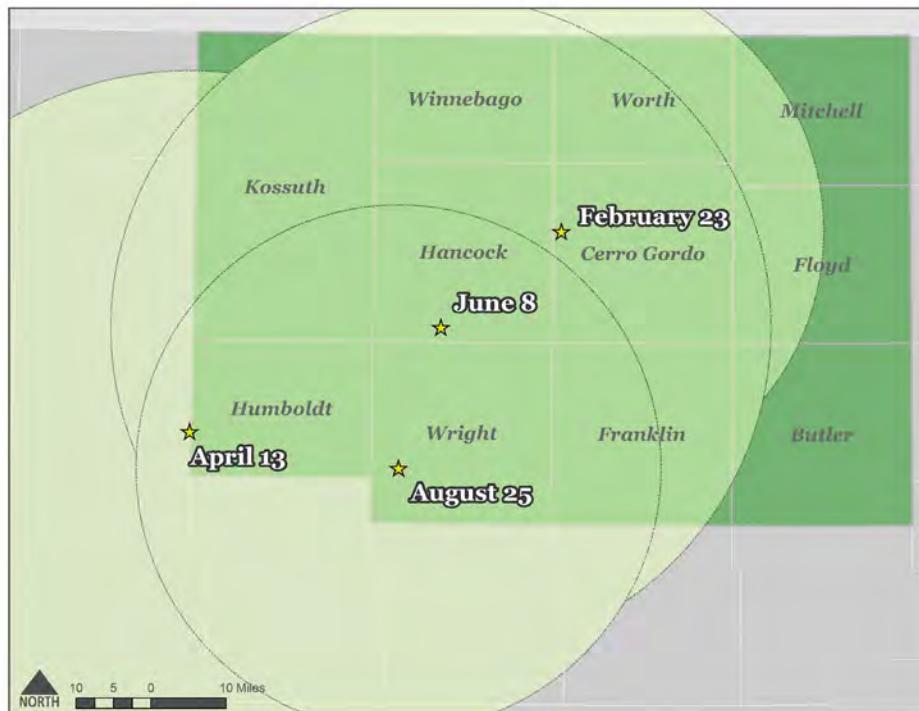 Winnebago
Worth
Mitchell
Kossuth
February 23
Hancock
Cerro Gordo
Floyd
June 8
Humboldt
Wright
Franklin
Butler
April 13
August 25
NORTH
10 5 0 10 Miles